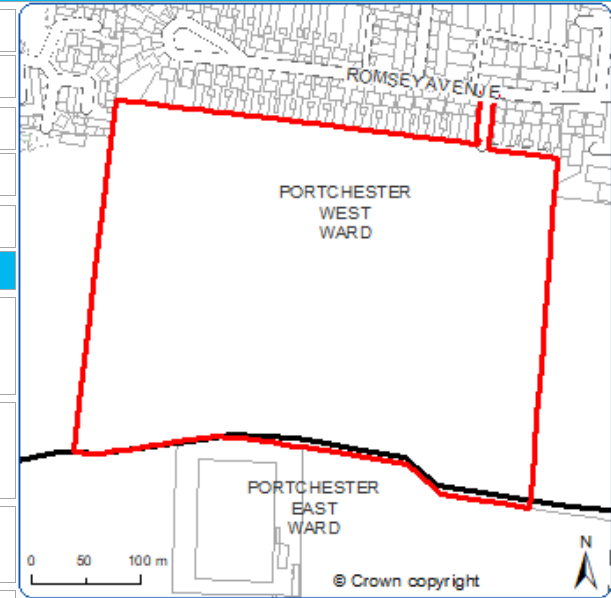 ROMSEY AVENUE
PORTCHESTER
WEST
WARD
PORTCHESTER
EAST
WARD
0 50 100 m
© Crown copyright
N